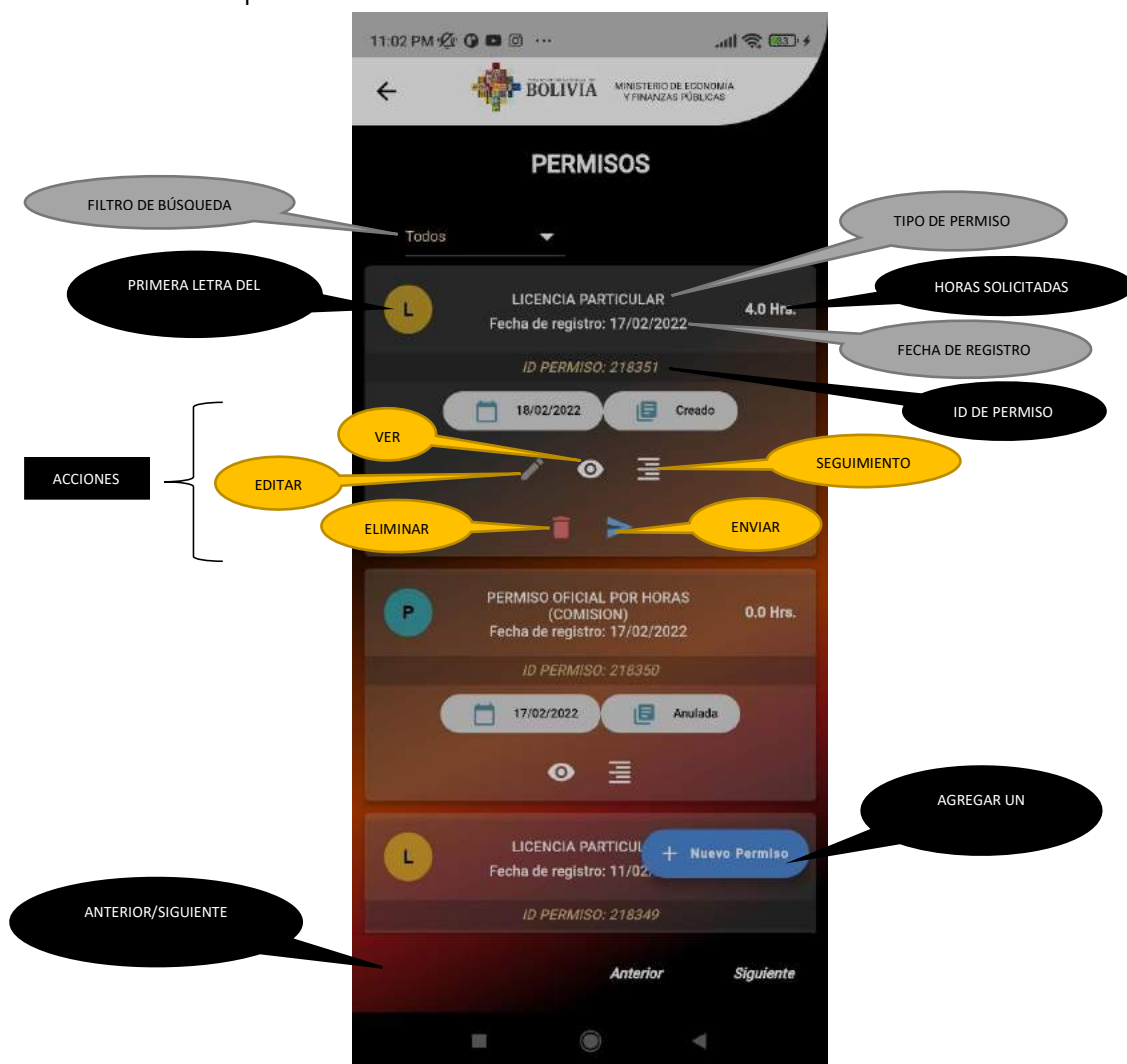 11:02 PM
83
BOLIVIA
MINISTERIO DE ECONOMÍA
Y FINANZAS PÚBLICAS
PERMISOS
FILTRO DE BÚSQUEDA
TIPO DE PERMISO
Todos
PRIMERA LETRA DEL
L
LICENCIA PARTICULAR
4.0 Hrs.
HORAS SOLICITADAS
Fecha de registro: 17/02/2022
FECHA DE REGISTRO
ID PERMISO: 218351
ID DE PERMISO
18/02/2022
Creado
VER
SEGUIMIENTO
ACCIONES
EDITAR
ELIMINAR
ENVIAR
P
PERMISO OFICIAL POR HORAS
(COMISION)
0.0 Hrs.
Fecha de registro: 17/02/2022
ID PERMISO: 218350
17/02/2022
Anulada
AGREGAR UN
L
LICENCIA PARTICUL
+ Nuevo Permiso
Fecha de registro: 11/02/
ID PERMISO: 218349
ANTERIOR/SIGUIENTE
Anterior
Siguiente